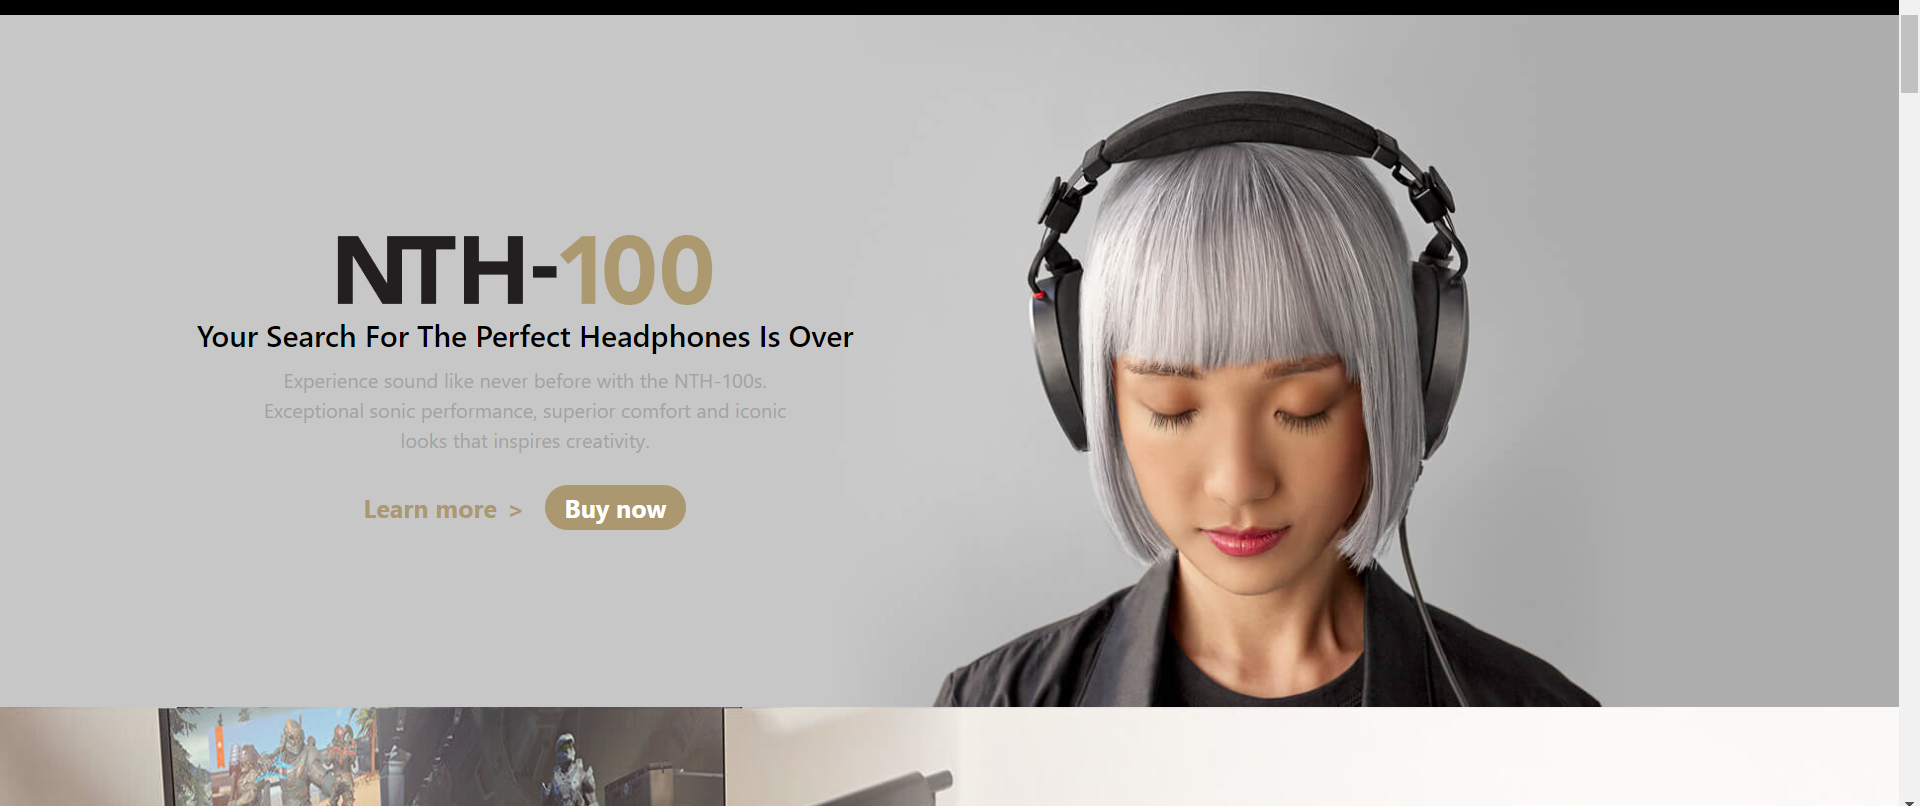 NTH-100
Your Search For The Perfect Headphones Is Over
Experience sound like never before with the NTH-100s.
Exceptional sonic performance, superior comfort and iconic
looks that inspires creativity.
Learn more > Buy now